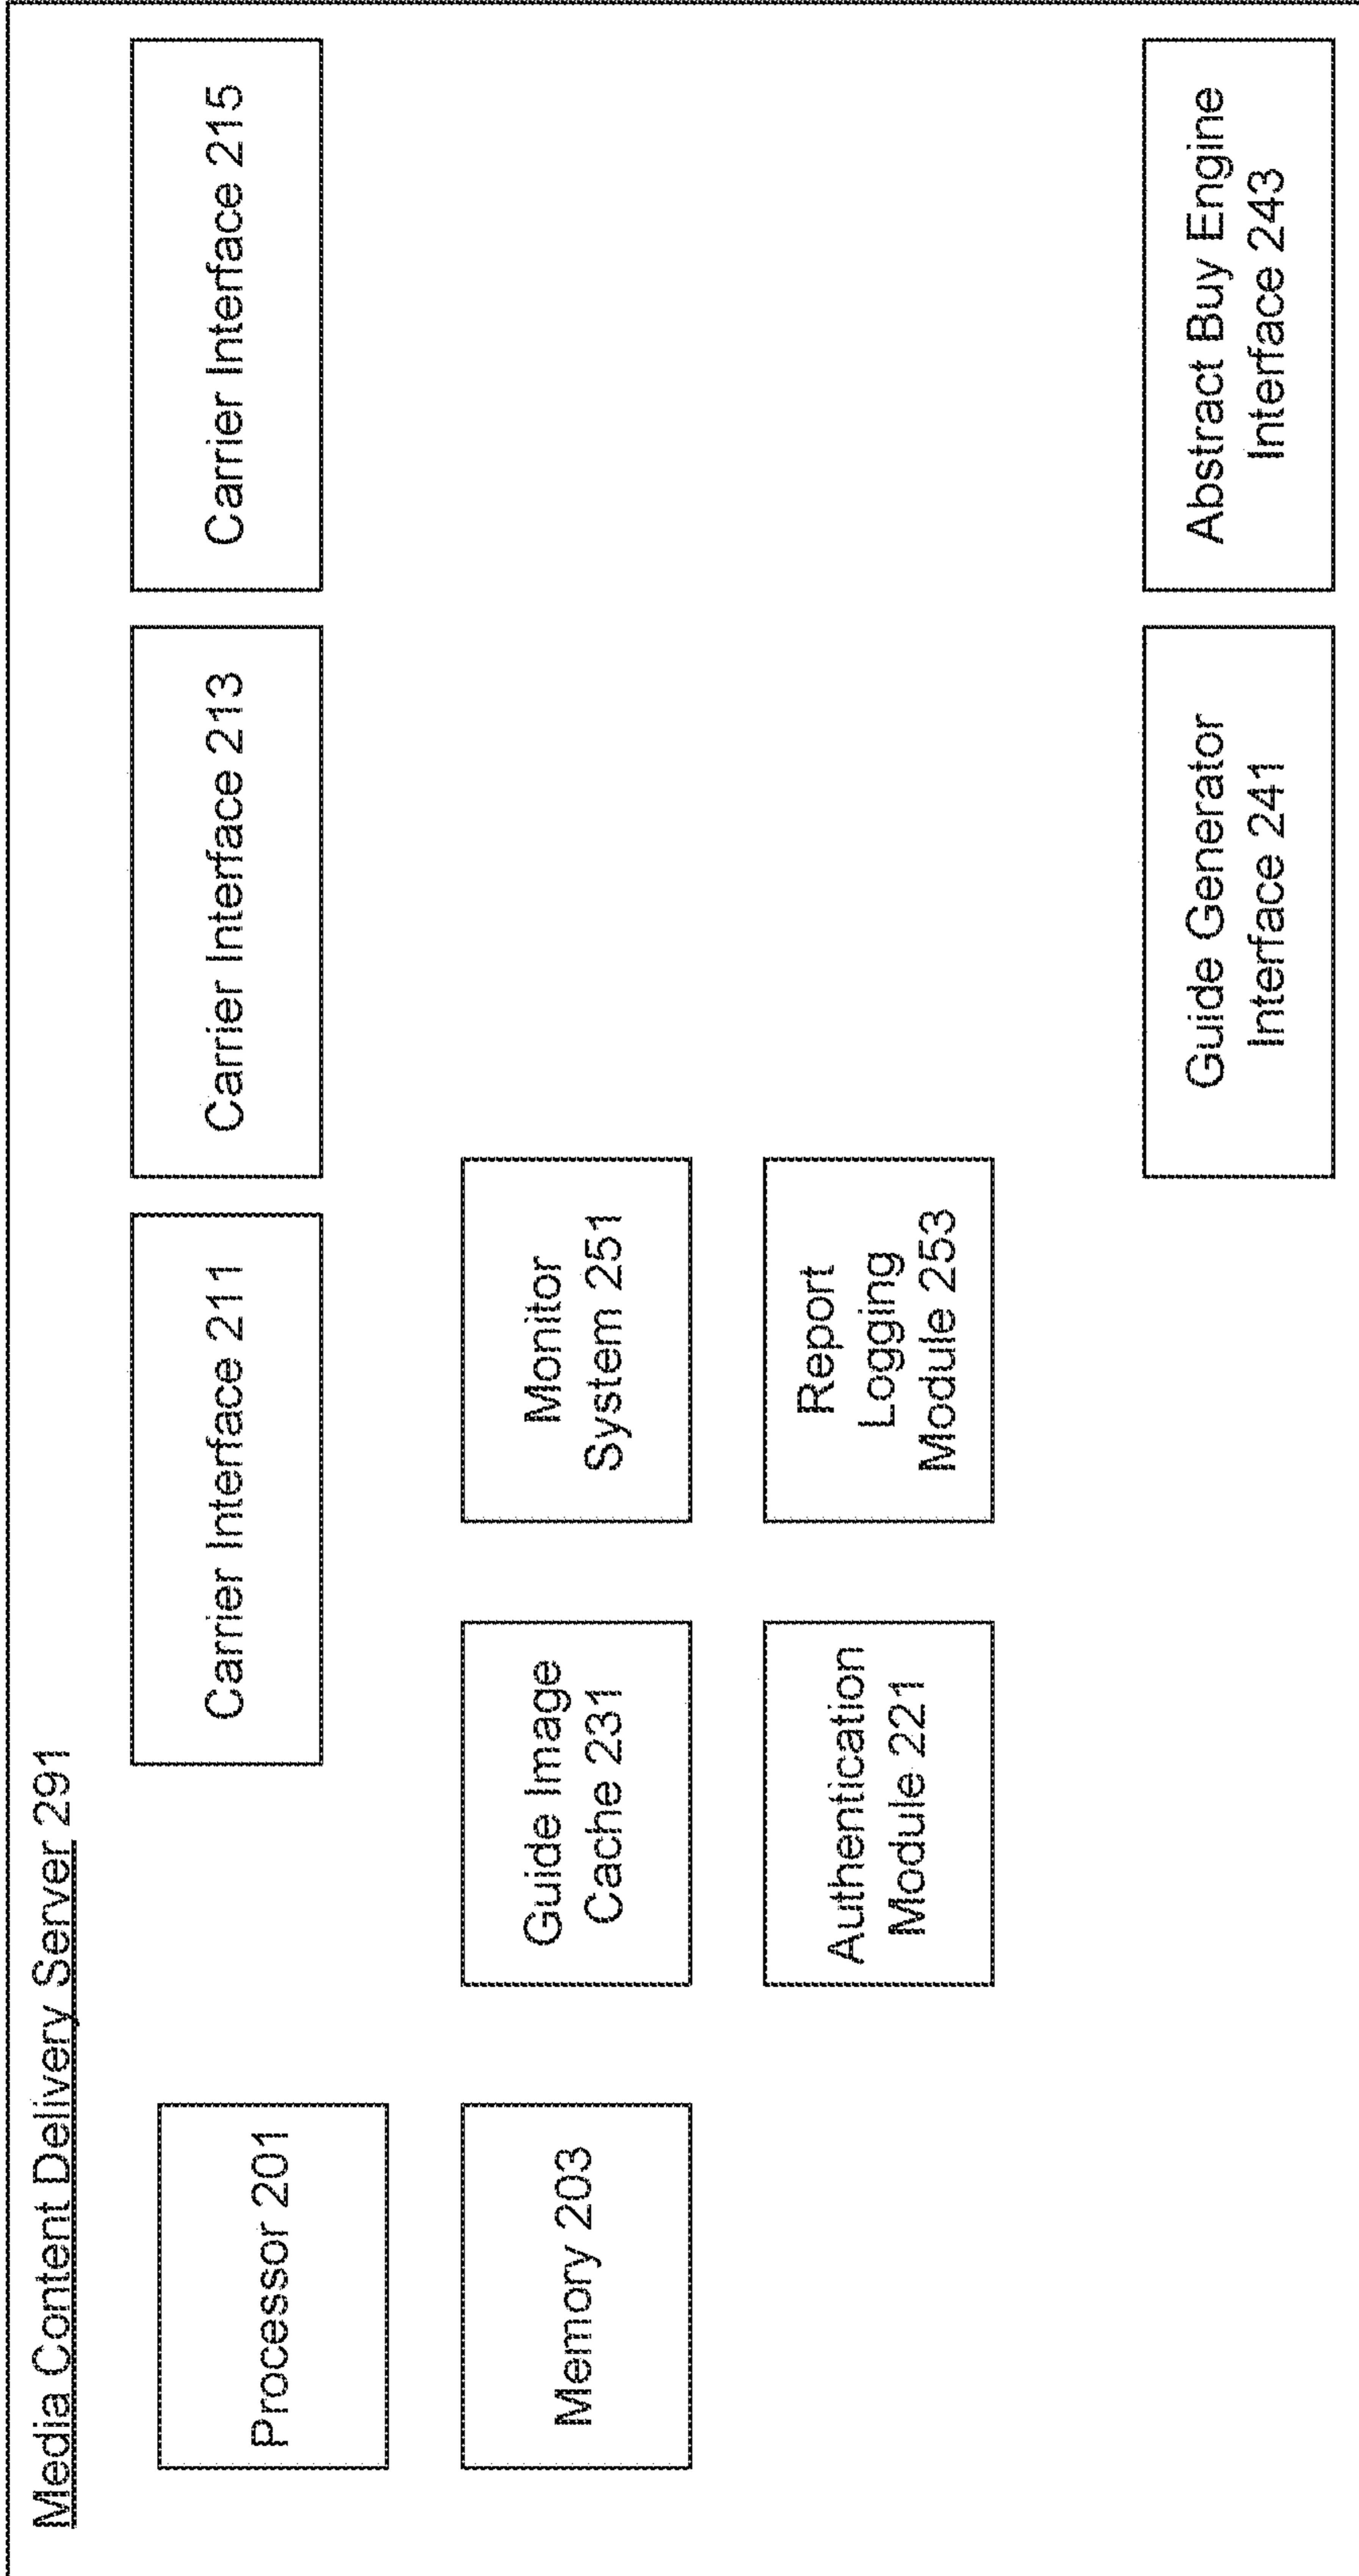 Media Content Delivery Server 291
Processor 201
Carrier Interface 211
Carrier Interface 213
Carrier Interface 215
Memory 203
Guide Image
Cache 231
Monitor
System 251
Authentication
Module 221
Report
Logging
Module 253
Guide Generator
Interface 241
Abstract Buy Engine
Interface 243